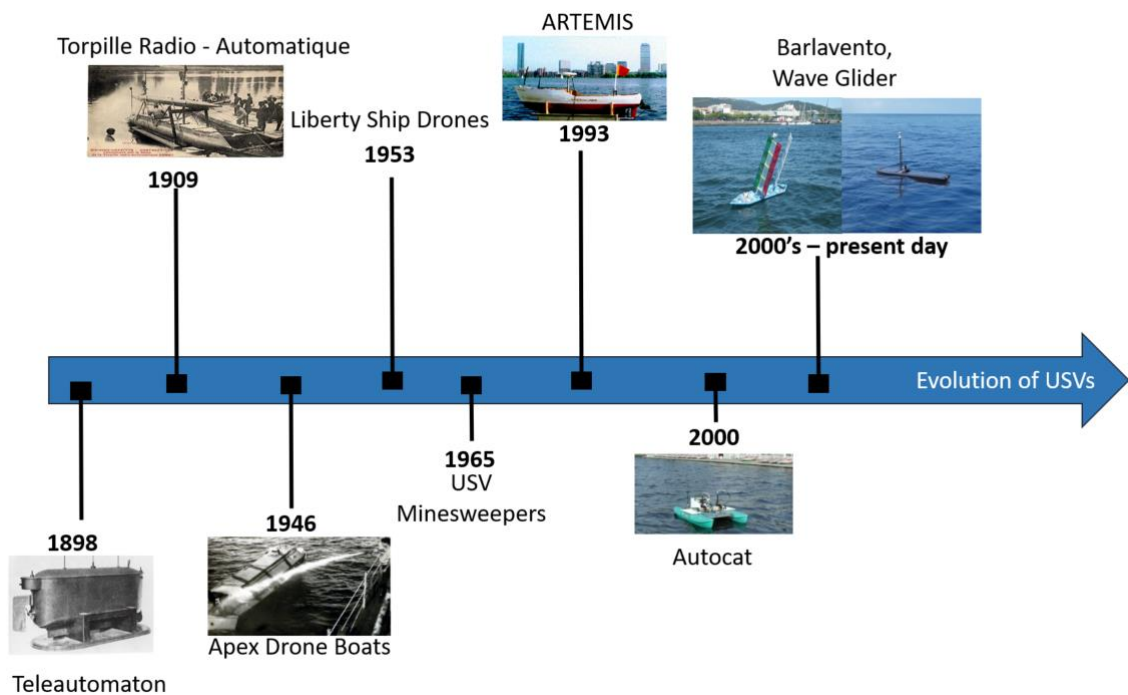 ARTEMIS
Torpille Radio - Automatique
Barlavento,
Wave Glider
Liberty Ship Drones
1993
1953
1909
2000's – present day
Evolution of USVs
2000
1965
USV
Minesweepers
1946
1898
Autocat
Apex Drone Boats
Teleautomaton